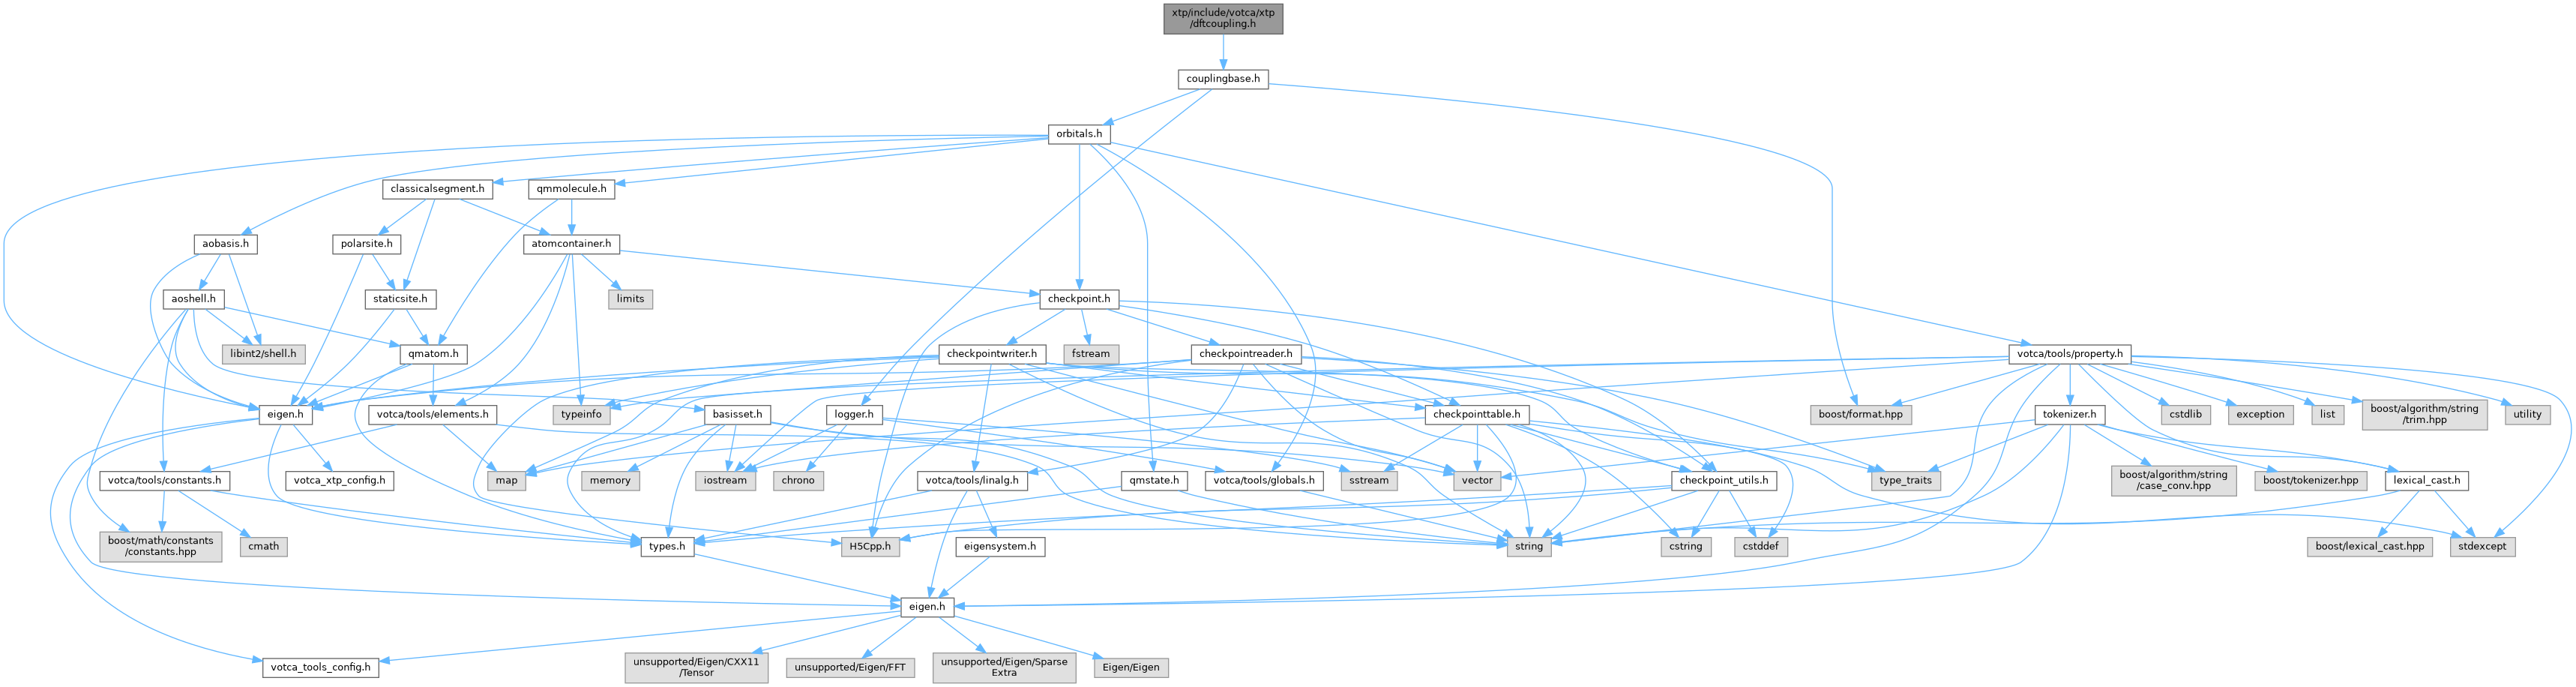 xtp/include/votca/xtp
/dftcoupling.h
couplingbase.h
orbitals.h
classicalsegment.h
qmmolecule.h
aobasis.h
polarsite.h
atomcontainer.h
aoshell.h
staticsite.h
limits
checkpoint.h
libint2/shell.h
qmatom.h
checkpointwriter.h
fstream
checkpointreader.h
votca/tools/property.h
eigen.h
votca/tools/elements.h
typeinfo
basisset.h
logger.h
checkpointtable.h
boost/format.hpp
tokenizer.h
cstdlib
exception
list
boost/algorithm/string
/trim.hpp
utility
votca/tools/constants.h
votca_xtp_config.h
map
memory
iostream
chrono
votca/tools/linalg.h
qmstate.h
votca/tools/globals.h
sstream
vector
checkpoint_utils.h
type_traits
boost/algorithm/string
/case_conv.hpp
boost/tokenizer.hpp
lexical_cast.h
boost/math/constants
/constants.hpp
cmath
types.h
H5Cpp.h
eigensystem.h
string
cstring
cstddef
boost/lexical_cast.hpp
stdexcept
eigen.h
votca_tools_config.h
unsupported/Eigen/CXX11
/Tensor
unsupported/Eigen/FFT
unsupported/Eigen/Sparse
Extra
Eigen/Eigen